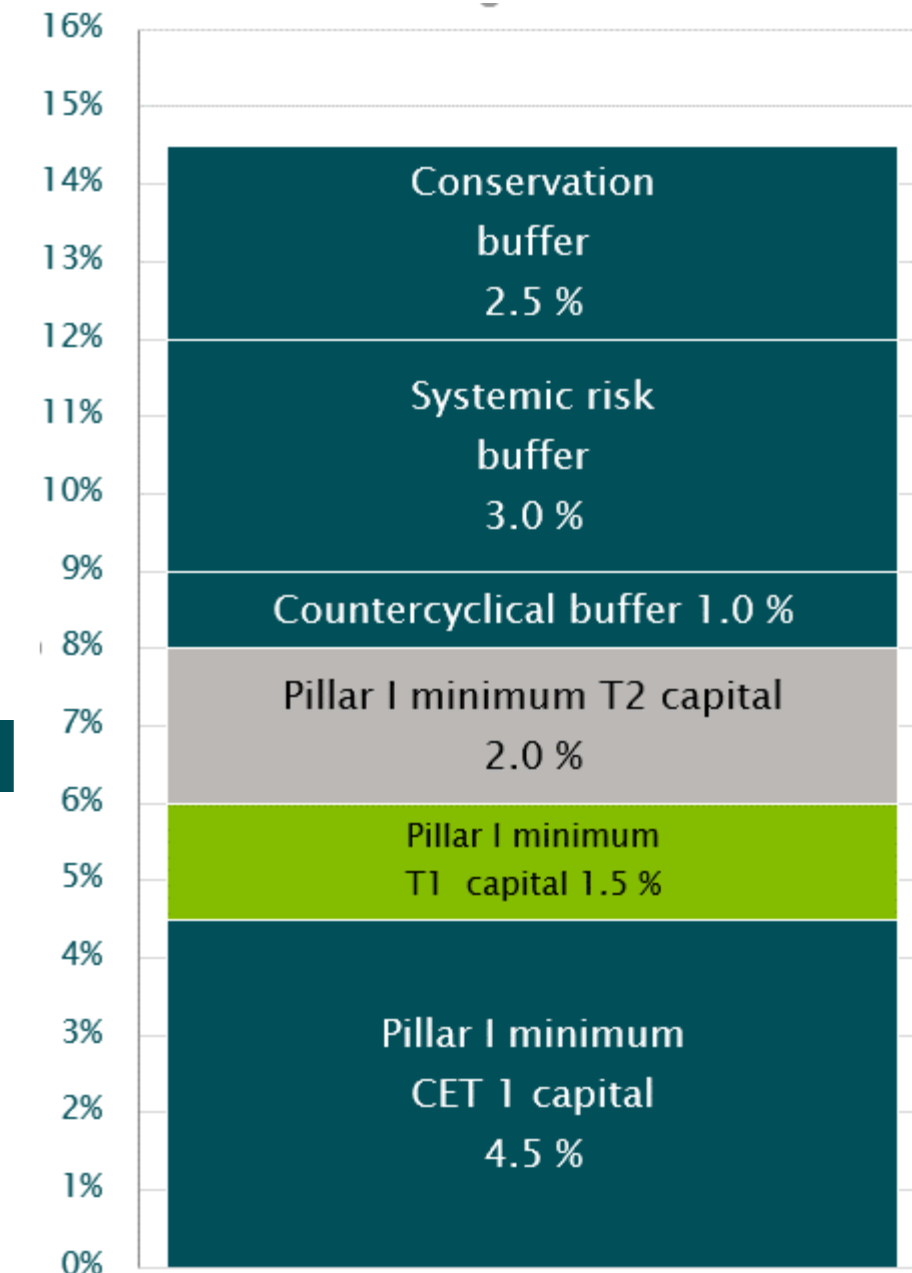 16%
15%
14%
13%
12%
11%
10%
9%
8%
7%
6%
5%
4%
3%
2%
1%
0%
Conservation
buffer
2.5 %
Systemic risk
buffer
3.0 %
Countercyclical buffer 1.0 %
Pillar I minimum T2 capital
2.0 %
Pillar I minimum
T1 capital 1.5 %
Pillar I minimum
CET 1 capital
4.5 %